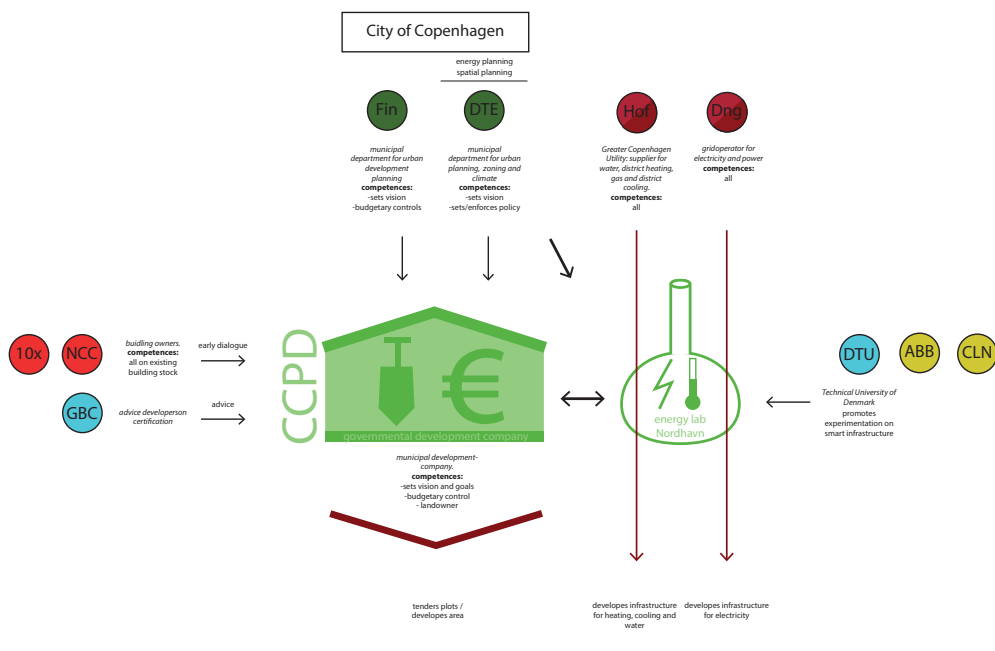 City of Copenhagen
energy planning
spatial planning
Fin
DTE
Hof
Dng
municipal
department for urban
development
planning
competences:
-sets vision
-budgetary controls
municipal
department for urban
planning, zoning and
climate
competences:
-sets vision
-sets/enforces policy
Greater Copenhagen
Utility: supplier for
water, district heating,
gas and district
cooling.
competences:
all
gridoperator for
electricity and power
competences:
all
10x
NCC
buidling owners.
competences:
all on existing
building stock
early dialogue
GBC
advice developerson
certification
advice
CCPD
governmental development company
municipal development-
company.
competences:
-sets vision and goals
-budgetary control
- landowner
energy lab
Nordhavn
DTU
ABB
CLN
Technical University of
Denmark
promotes
experimentation on
smart infrastructure
tenders plots /
developes area
developes infrastructure
for heating, cooling and
water
developes infrastructure
for electricity